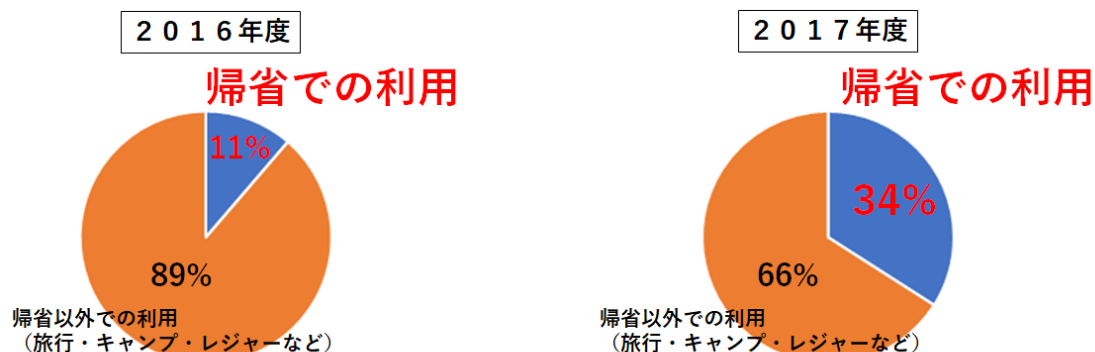 ２０１６年度
帰省での利用
11%
89%
帰省以外での利用
（旅行・キャンプ・レジャーなど）
２０１７年度
帰省での利用
34%
66%
帰省以外での利用
（旅行・キャンプ・レジャーなど）